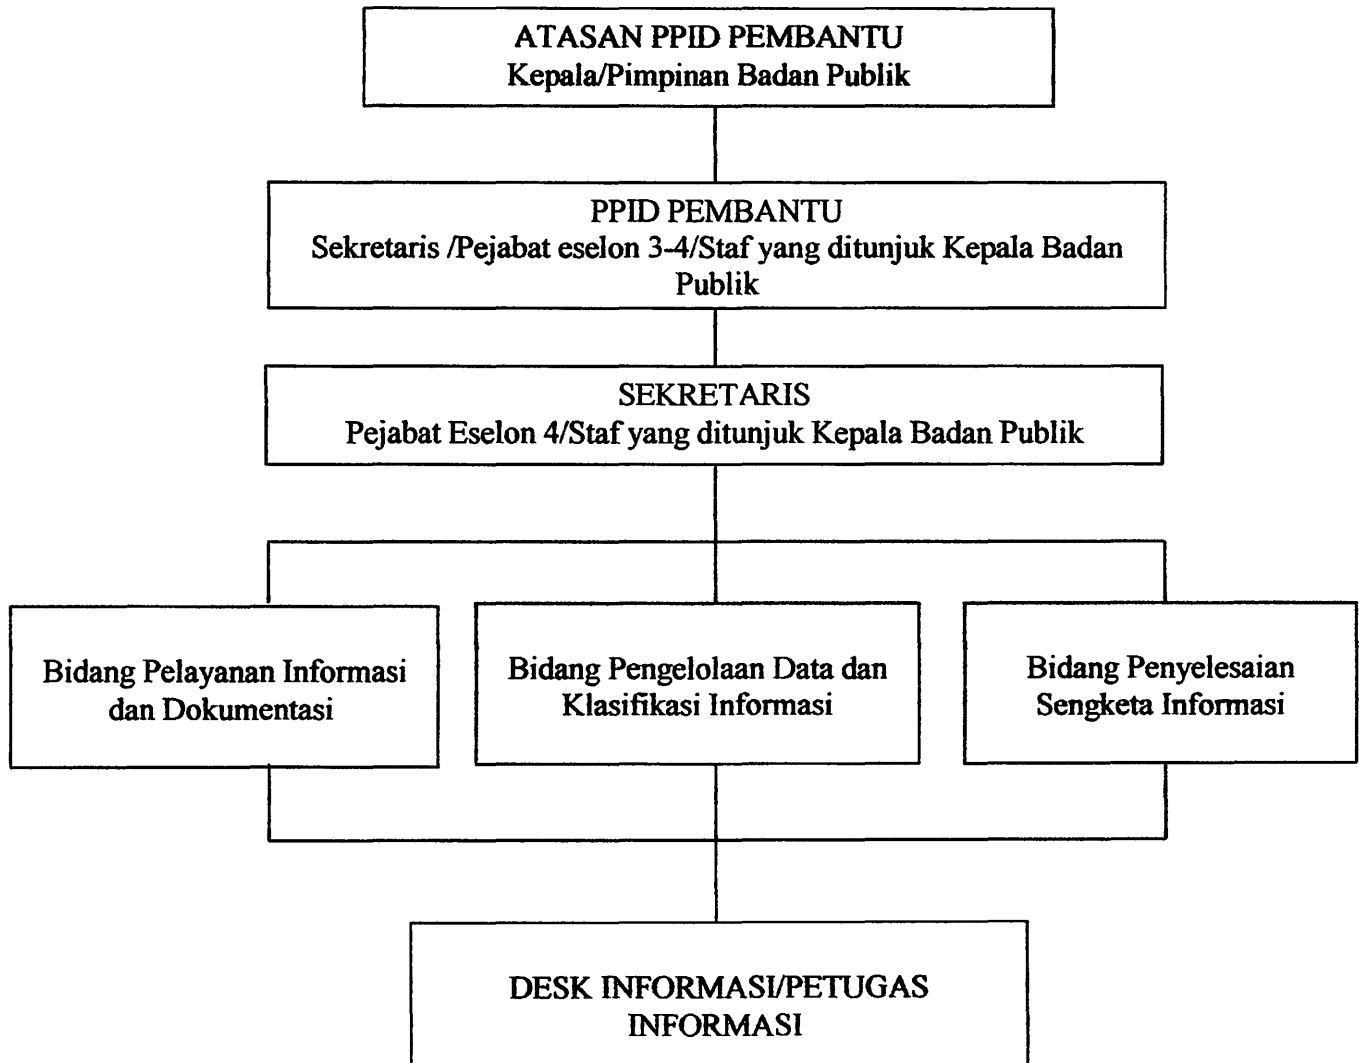 ATASAN PPID PEMBANTU
Kepala/Pimpinan Badan Publik
PPID PEMBANTU
Sekretaris /Pejabat eselon 3-4/Staf yang ditunjuk Kepala Badan
Publik
SEKRETARIS
Pejabat Eselon 4/Staf yang ditunjuk Kepala Badan Publik
Bidang Pelayanan Informasi
dan Dokumentasi
Bidang Pengelolaan Data dan
Klasifikasi Informasi
Bidang Penyelesaian
Sengketa Informasi
DESK INFORMASI/PETUGAS
INFORMASI